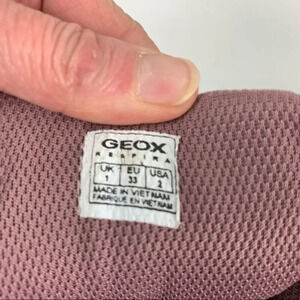 GEOX
RESPIRA
UK EU USA
1 33 2
MADE IN VIETNAM
FABRIQUE EN VIETNAM